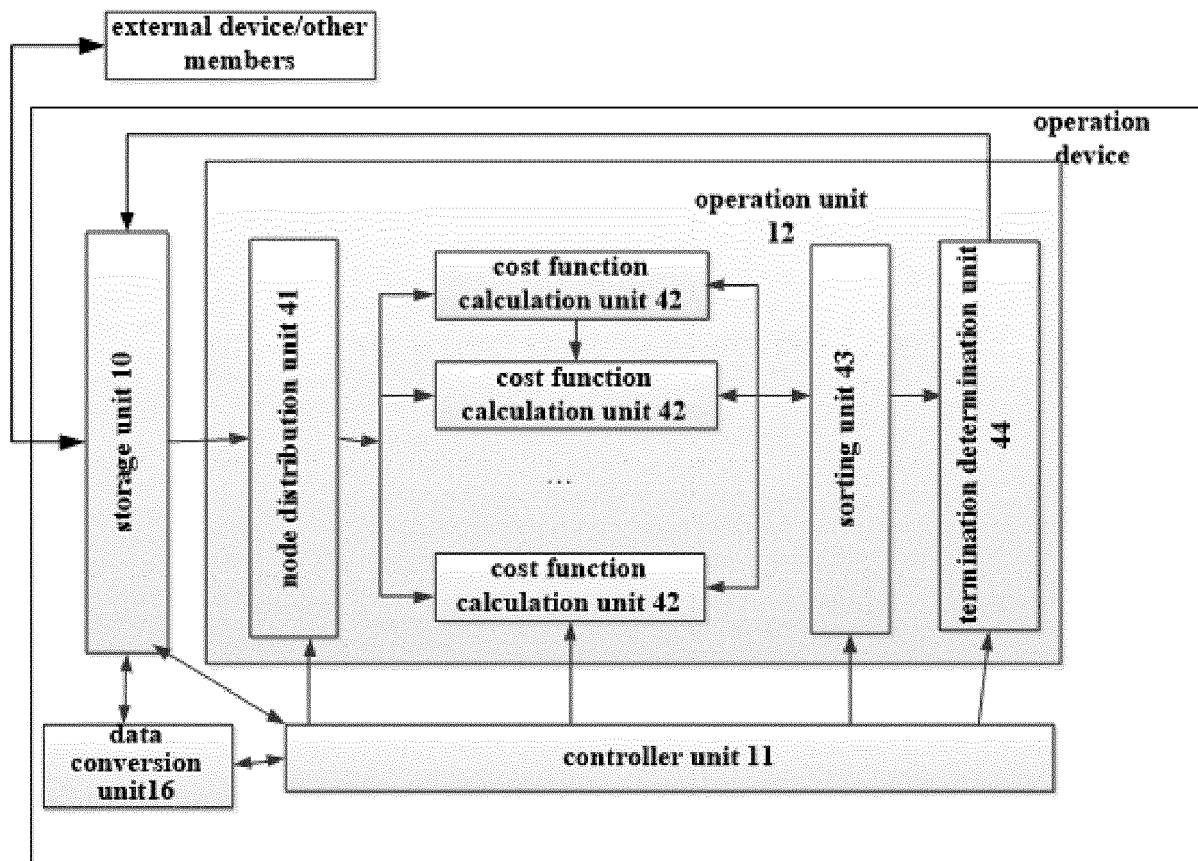 external device/other
members
operation
device
operation unit
12
storage unit 10
node distribution unit 41
cost function
calculation unit 42
cost function
calculation unit 42
...
cost function
calculation unit 42
sorting unit 43
termination determination unit
44
data
conversion
unit16
controller unit 11